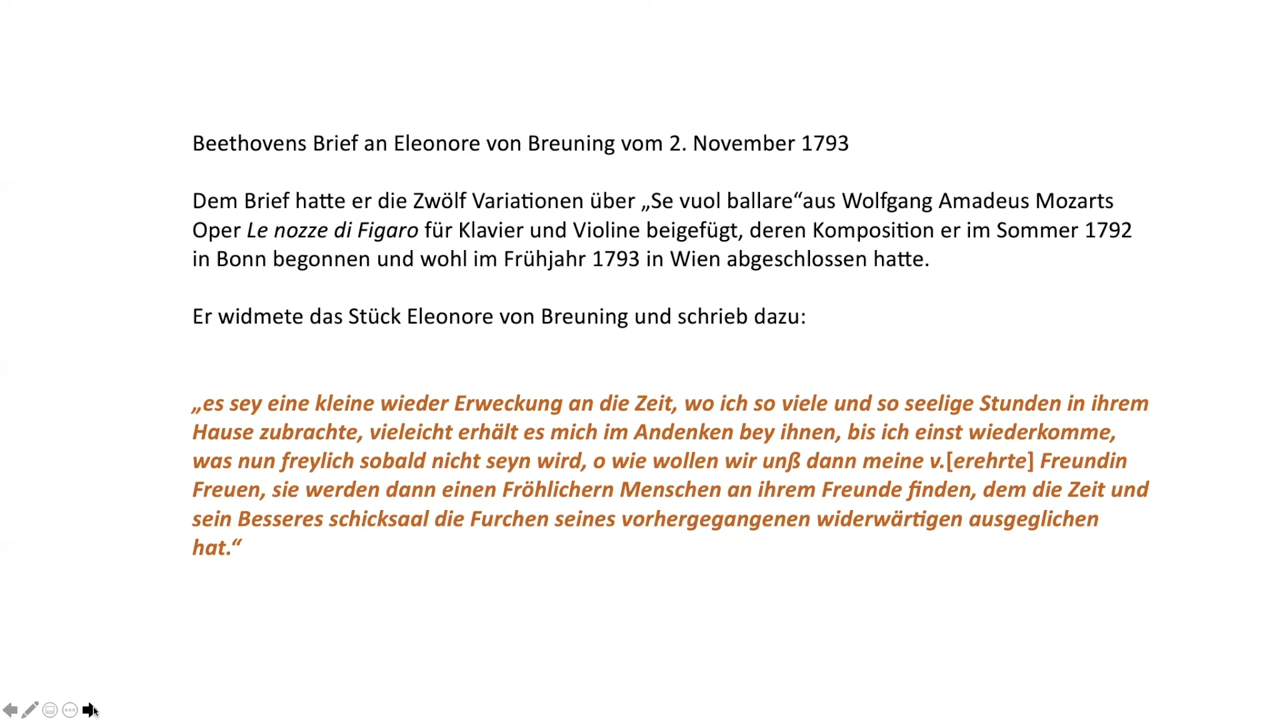 Beethovens Brief an Eleonore von Breuning vom 2. November 1793
Dem Brief hatte er die Zwölf Variationen über „Se vuol ballare“aus Wolfgang Amadeus Mozarts
Oper Le nozze di Figaro für Klavier und Violine beigefügt, deren Komposition er im Sommer 1792
in Bonn begonnen und wohl im Frühjahr 1793 in Wien abgeschlossen hatte.
Er widmete das Stück Eleonore von Breuning und schrieb dazu:
„es sey eine kleine wieder Erweckung an die Zeit, wo ich so viele und so seelige Stunden in ihrem
Hause zubrachte, vieleicht erhält es mich im Andenken bey ihnen, bis ich einst wiederkomme,
was nun freylich sobald nicht seyn wird, o wie wollen wir unß dann meine v.[erehrte] Freundin
Freuen, sie werden dann einen Fröhlichern Menschen an ihrem Freunde finden, dem die Zeit und
sein Besseres schicksaal die Furchen seines vorhergegangenen widerwärtigen ausgeglichen
hat.“